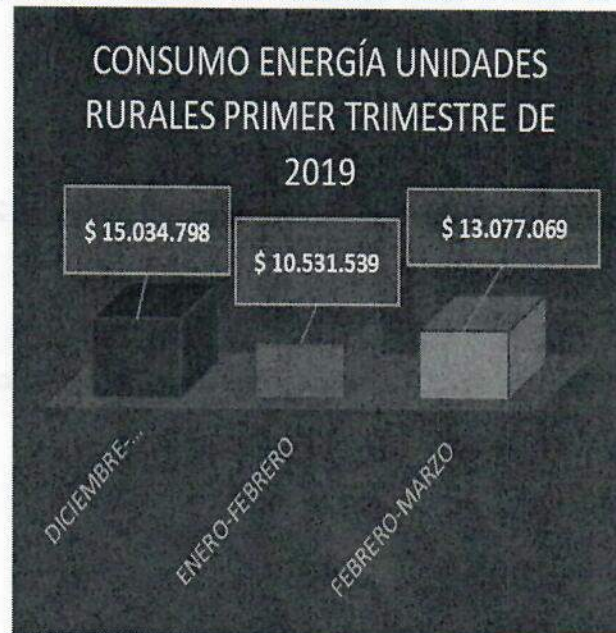 CONSUMO ENERGÍA UNIDADES
RURALES PRIMER TRIMESTRE DE
2019
$ 15.034.798
$ 10.531.539
$ 13.077.069
DICIEMBRE-...
ENERO-FEBRERO
FEBRERO-MARZO